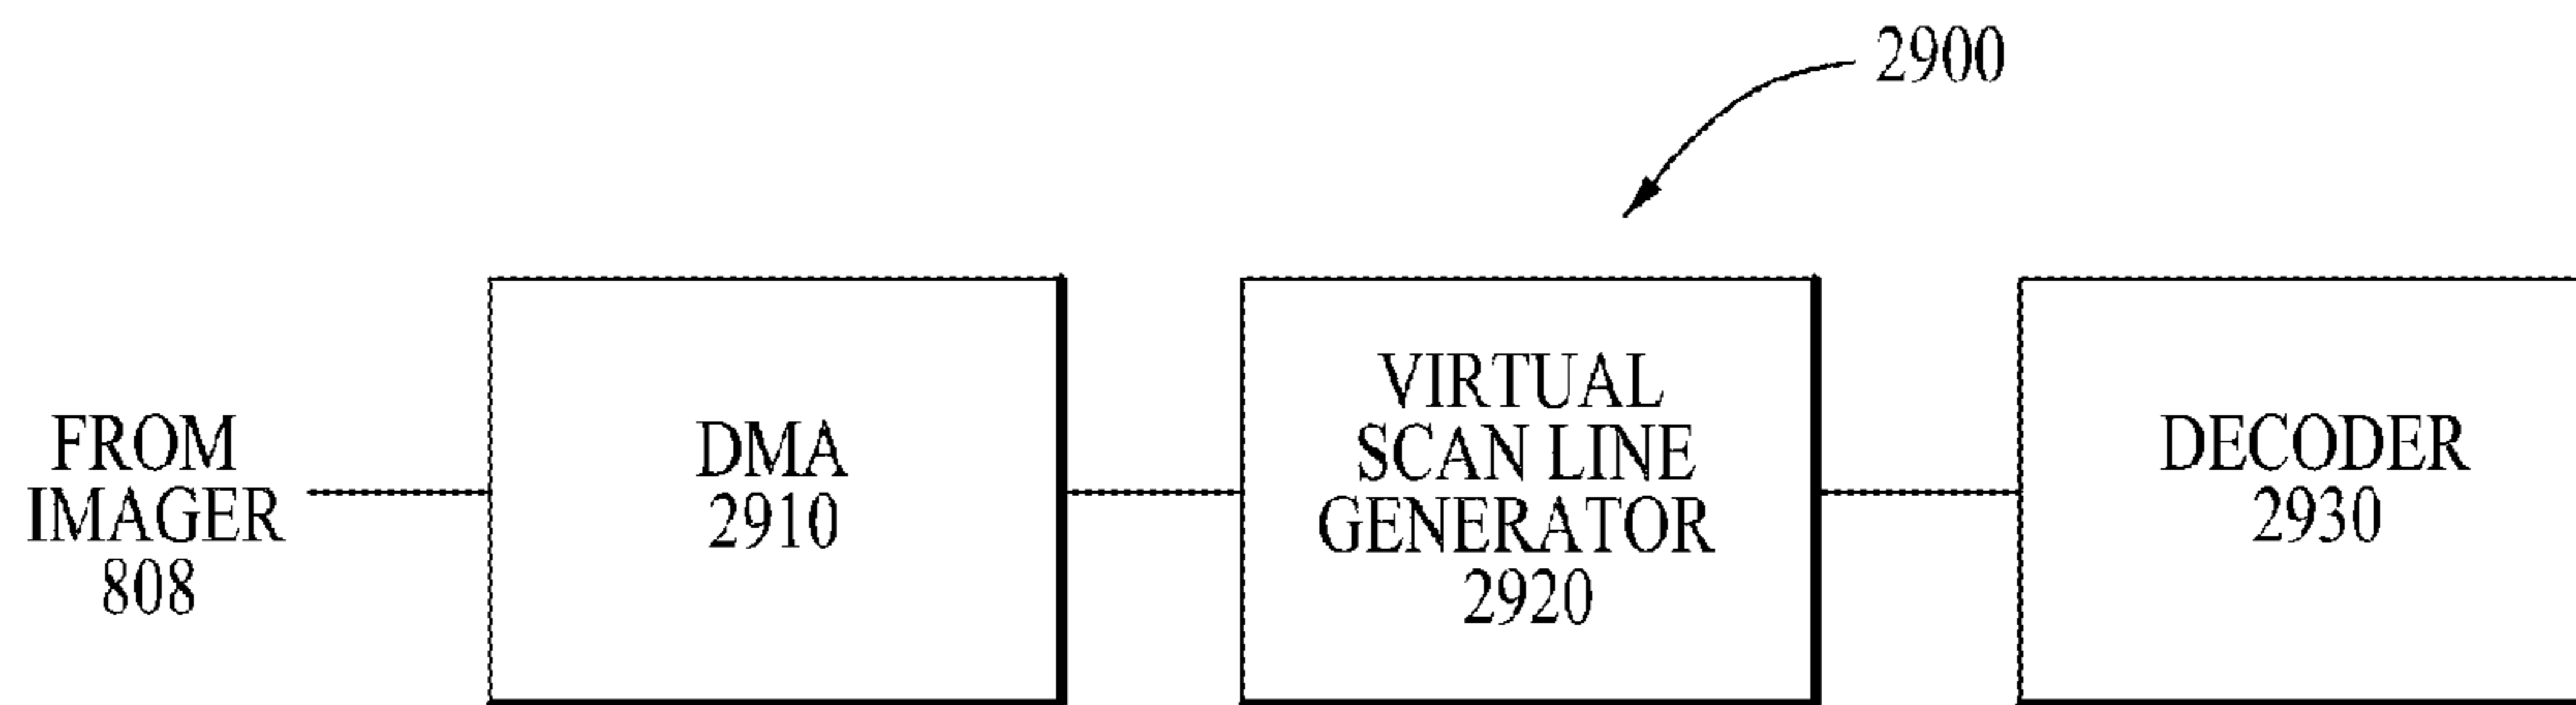 2900
FROM
IMAGER
808
DMA
2910
VIRTUAL
SCAN LINE
GENERATOR
2920
DECODER
2930